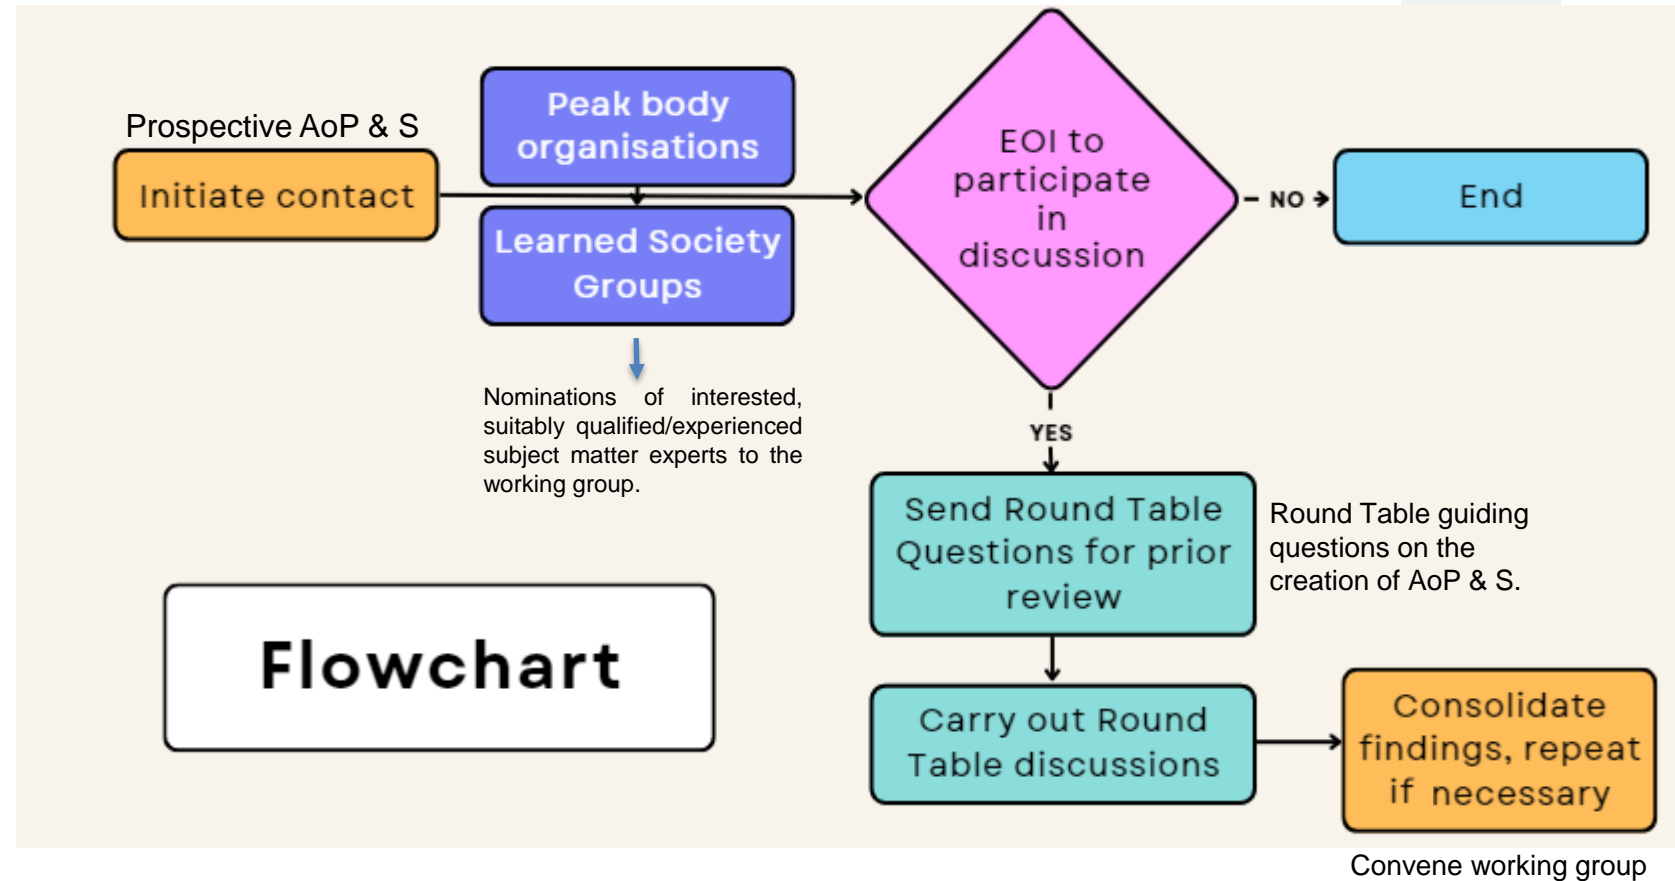 Prospective AoP & S
Initiate contact
Peak body
organisations
Learned Society
Groups
Nominations of interested,
suitably qualified/experienced
subject matter experts to the
working group.
EOI to
participate
in
discussion
NO
End
YES
Send Round Table
Questions for prior
review
Round Table guiding
questions on the
creation of AoP & S.
Carry out Round
Table discussions
Consolidate
findings, repeat
if necessary
Convene working group
Flowchart